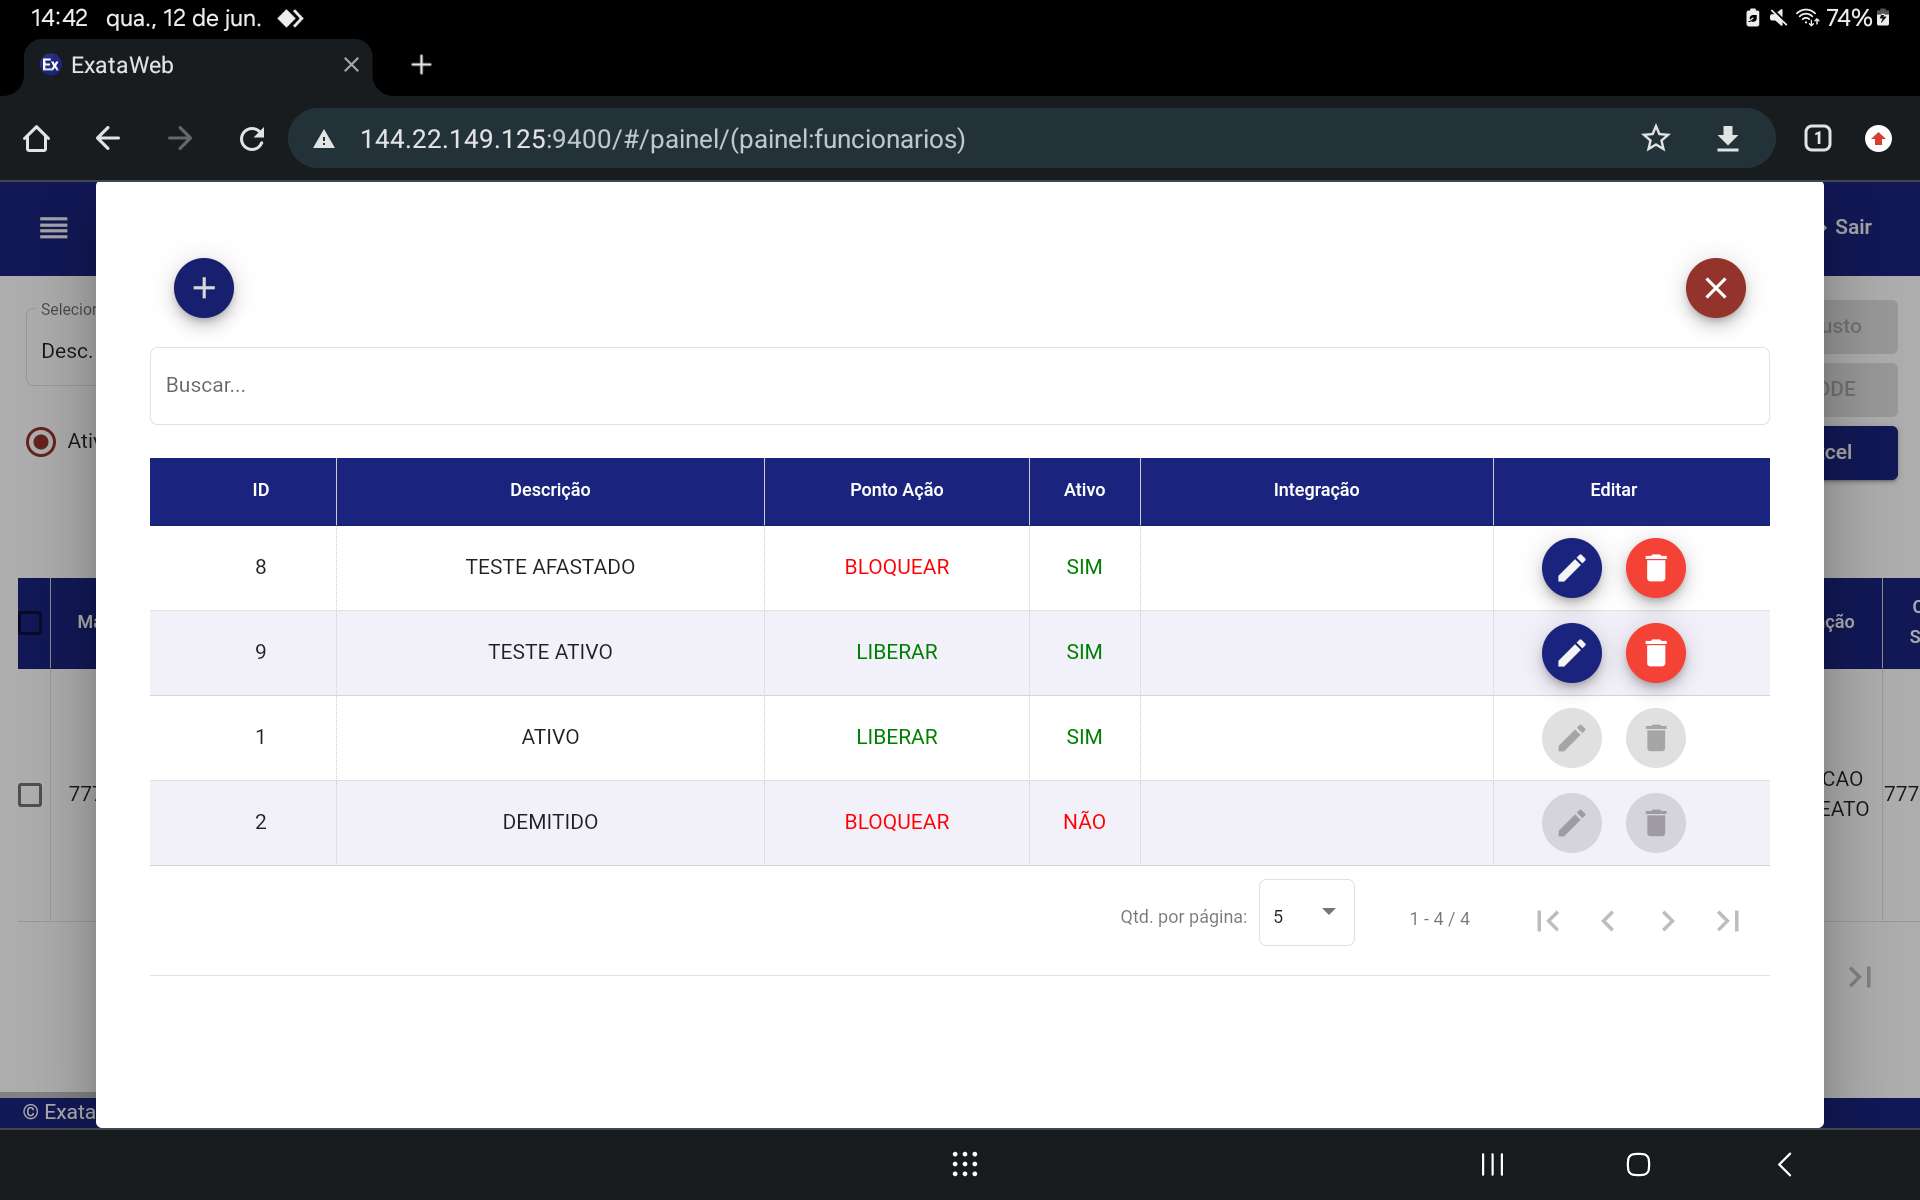 14:42 qua., 12 de jun. 74%
Ex ExataWeb
144.22.149.125:9400/#/painel/(painel:funcionarios) 1
Sair
Selecior
Desc.
usto
ODE
Buscar...
Ativ
cel
ID Descrição Ponto Ação Ativo Integração Editar
8 TESTE AFASTADO BLOQUEAR SIM
9 TESTE ATIVO LIBERAR SIM
1 ATIVO LIBERAR SIM
2 DEMITIDO BLOQUEAR NÃO
Ma ção
777 CAO 777
EATO
Qtd. por página: 5 1 - 4 / 4
© Exata